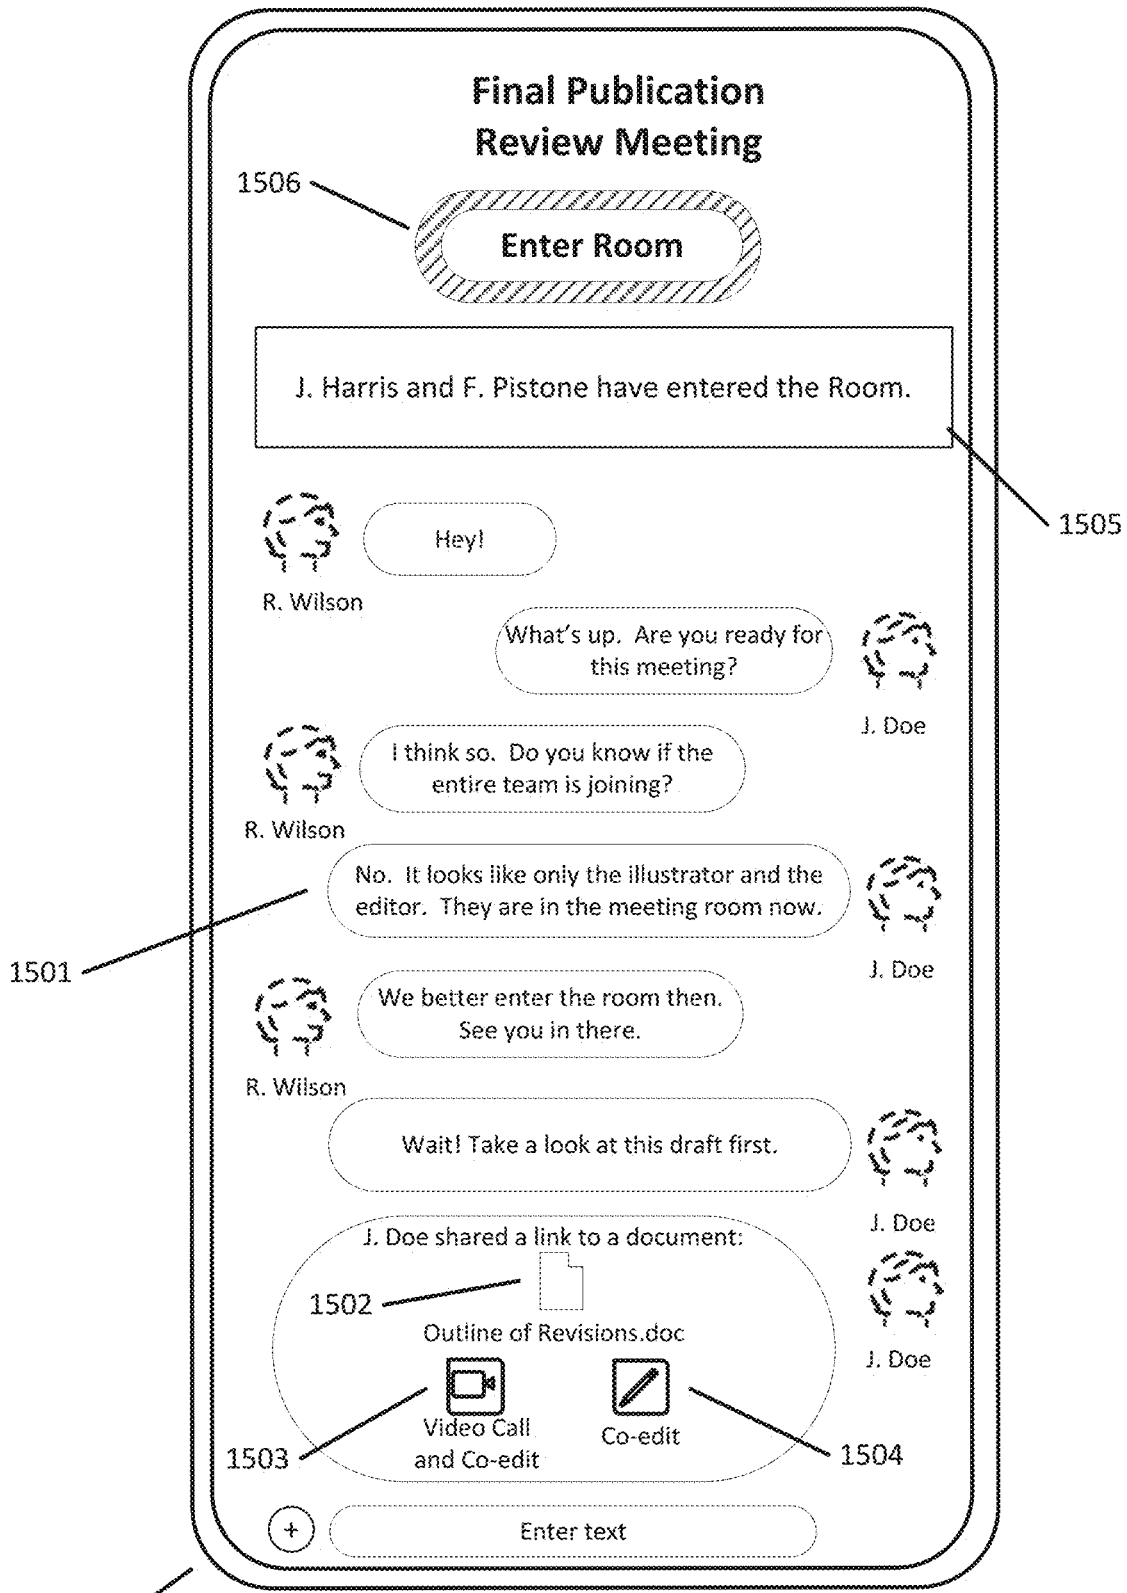 Final Publication
Review Meeting
1506
Enter Room
J. Harris and F. Pistone have entered the Room.
1505
Hey!
R. Wilson
What's up.  Are you ready for
this meeting?
J. Doe
I think so.  Do you know if the
entire team is joining?
R. Wilson
No.  It looks like only the illustrator and the
editor.  They are in the meeting room now.
1501
J. Doe
We better enter the room then.
See you in there.
R. Wilson
Wait! Take a look at this draft first.
J. Doe
J. Doe shared a link to a document:
1502
Outline of Revisions.doc
J. Doe
Video Call
and Co-edit
Co-edit
1503
1504
+
Enter text